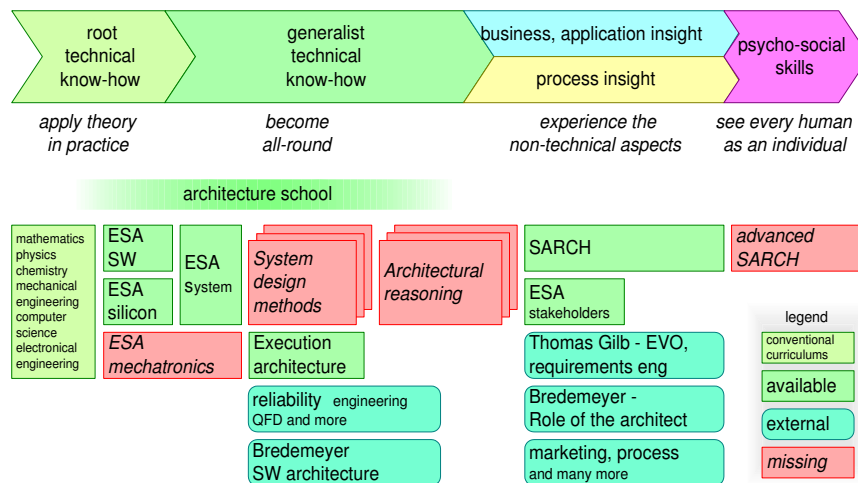 root
technical
know-how
generalist
technical
know-how
business, application insight
process insight
psycho-social
skills
apply theory
in practice
become
all-round
experience the
non-technical aspects
see every human
as an individual
architecture school
mathematics
physics
chemistry
mechanical
engineering
computer
science
electronical
engineering
ESA
SW
ESA
silicon
ESA
mechatronics
ESA
System
System
design
methods
Execution
architecture
reliability engineering
QFD and more
Bredemeyer
SW architecture
Architectural
reasoning
SARCH
ESA
stakeholders
Thomas Gilb - EVO,
requirements eng
Bredemeyer -
Role of the architect
marketing, process
and many more
advanced
SARCH
legend
conventional
curriculums
available
external
missing